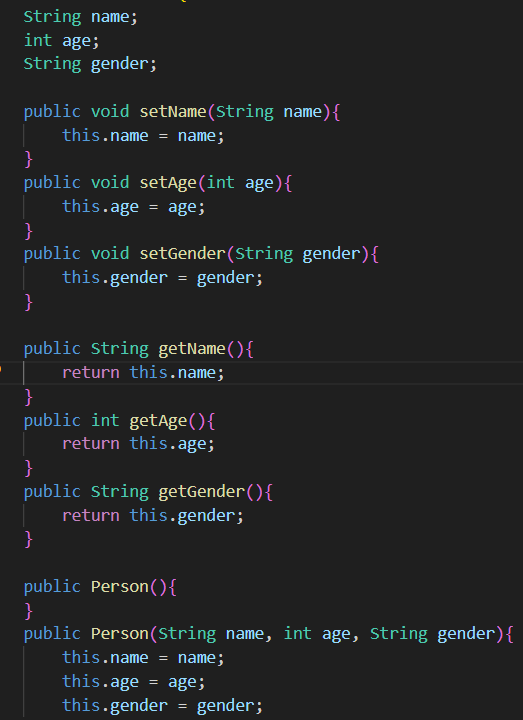 String name;
int age;
String gender;

public void setName(String name){
    this.name = name;
}
public void setAge(int age){
    this.age = age;
}
public void setGender(String gender){
    this.gender = gender;
}

public String getName(){
    return this.name;
}
public int getAge(){
    return this.age;
}
public String getGender(){
    return this.gender;
}

public Person(){
}
public Person(String name, int age, String gender){
    this.name = name;
    this.age = age;
    this.gender = gender;